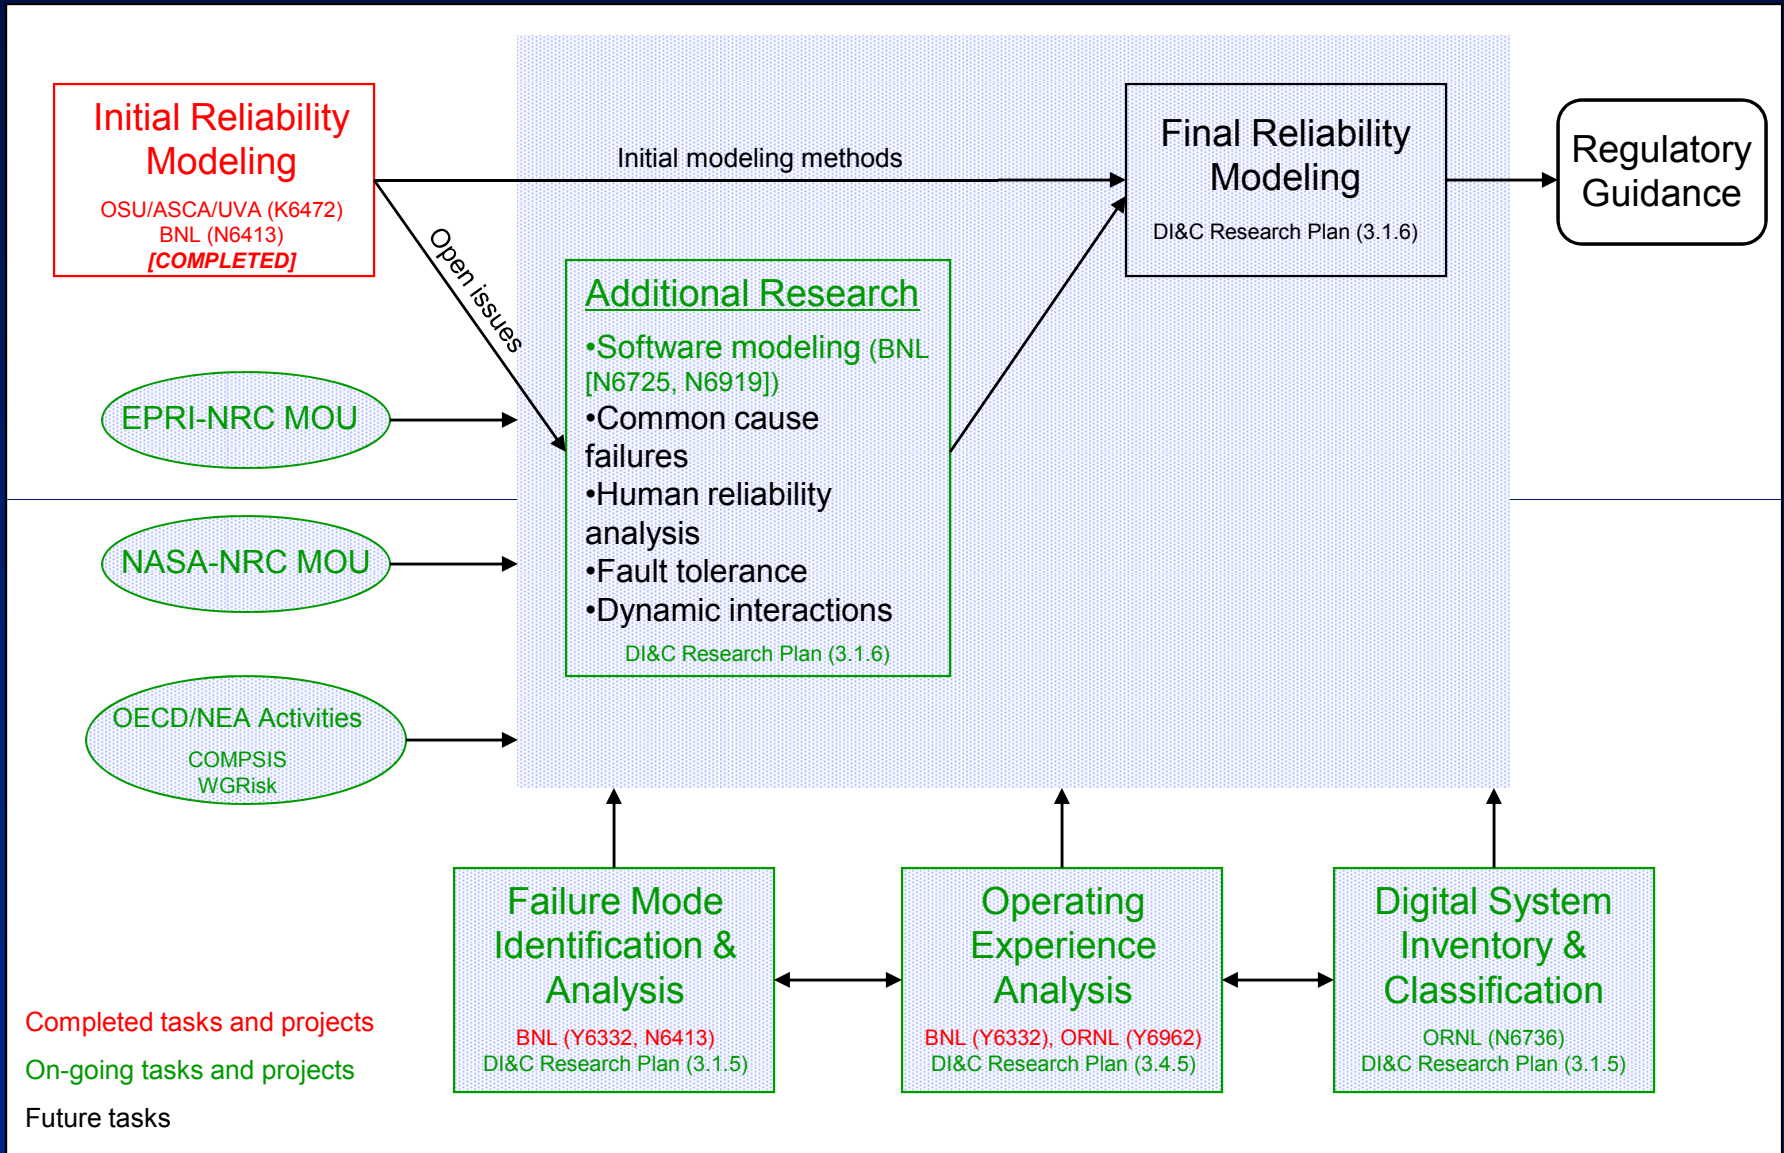 Initial Reliability
Modeling
OSU/ASCA/UVA (K6472)
BNL (N6413)
[COMPLETED]
Initial modeling methods
Open issues
Final Reliability
Modeling
DI&C Research Plan (3.1.6)
Regulatory
Guidance
Additional Research
•Software modeling (BNL
[N6725, N6919])
•Common cause
failures
•Human reliability
analysis
•Fault tolerance
•Dynamic interactions
DI&C Research Plan (3.1.6)
EPRI-NRC MOU
NASA-NRC MOU
OECD/NEA Activities
COMPSIS
WGRisk
Failure Mode
Identification &
Analysis
BNL (Y6332, N6413)
DI&C Research Plan (3.1.5)
Operating
Experience
Analysis
BNL (Y6332), ORNL (Y6962)
DI&C Research Plan (3.4.5)
Digital System
Inventory &
Classification
ORNL (N6736)
DI&C Research Plan (3.1.5)
Completed tasks and projects
On-going tasks and projects
Future tasks